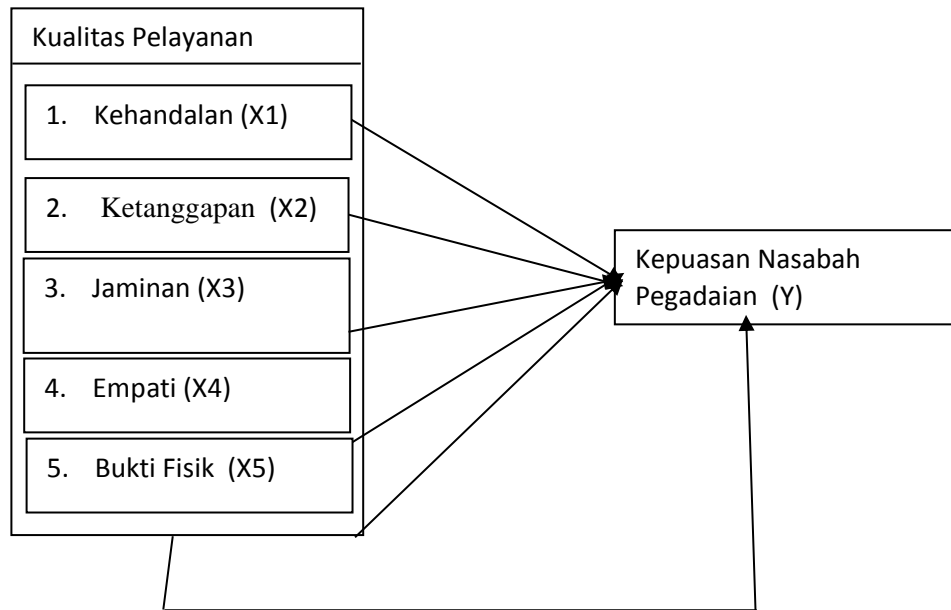 Kualitas Pelayanan
1. Kehandalan (X1)
2. Ketanggapan (X2)
3. Jaminan (X3)
4. Empati (X4)
5. Bukti Fisik (X5)
Kepuasan Nasabah
Pegadaian (Y)